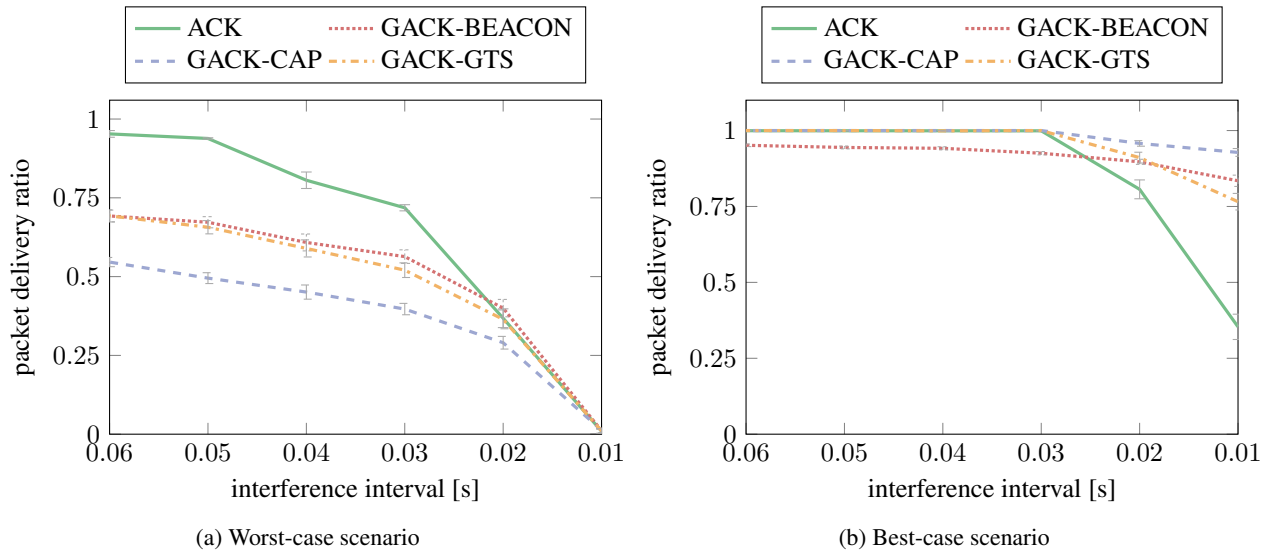 ACK GACK-BEACON
GACK-CAP GACK-GTS
packet delivery ratio
1
0.75
0.5
0.25
0
0.06 0.05 0.04 0.03 0.02 0.01
interference interval [s]
(a) Worst-case scenario
ACK GACK-BEACON
GACK-CAP GACK-GTS
packet delivery ratio
1
0.75
0.5
0.25
0
0.06 0.05 0.04 0.03 0.02 0.01
interference interval [s]
(b) Best-case scenario